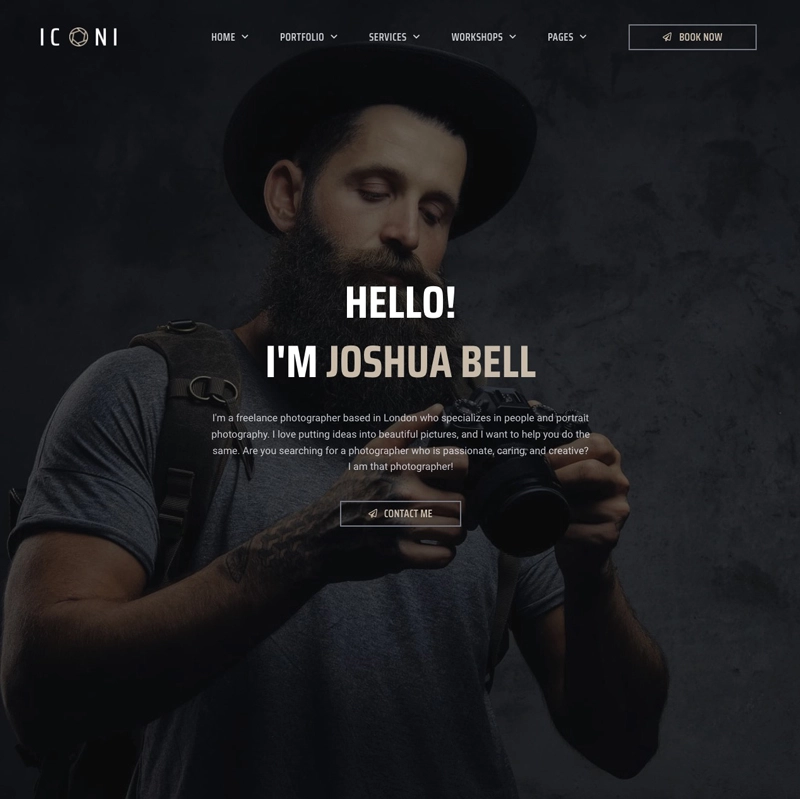 ICONI
HOME
PORTFOLIO
SERVICES
WORKSHOPS
PAGES
BOOK NOW
HELLO!
I'M JOSHUA BELL
I'm a freelance photographer based in London who specializes in people and portrait
photography. I love putting ideas into beautiful pictures, and I want to help you do the
same. Are you searching for a photographer who is passionate, caring, and creative?
I am that photographer!
CONTACT ME